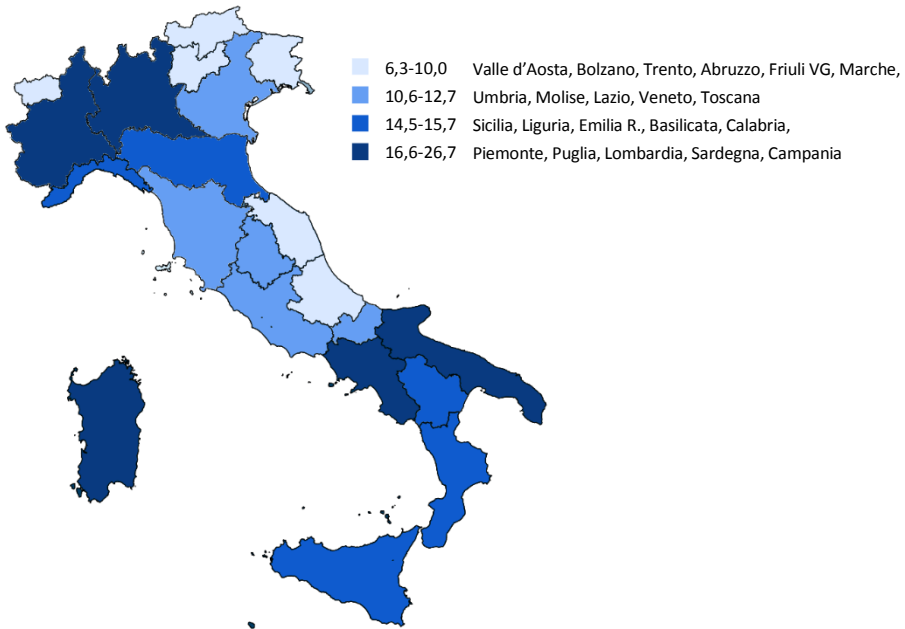 6,3-10,0 Valle d’Aosta, Bolzano, Trento, Abruzzo, Friuli VG, Marche,
10,6-12,7 Umbria, Molise, Lazio, Veneto, Toscana
14,5-15,7 Sicilia, Liguria, Emilia R., Basilicata, Calabria,
16,6-26,7 Piemonte, Puglia, Lombardia, Sardegna, Campania